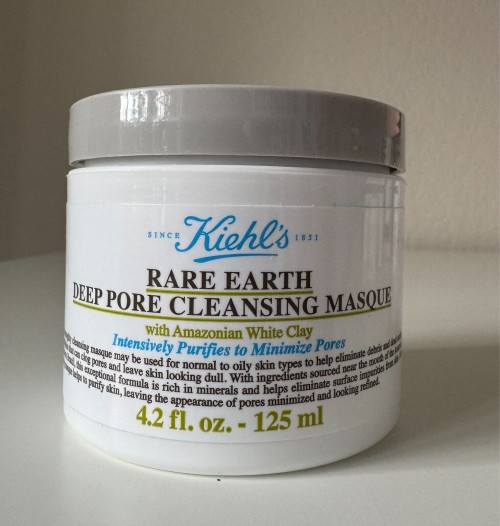 SINCE Kiehl's 1851
RARE EARTH
DEEP PORE CLEANSING MASQUE
with Amazonian White Clay
Intensively Purifies to Minimize Pores
cleansing masque may be used for normal to oily skin types to help eliminate debris and
can clog pores and leave skin looking dull. With ingredients sourced near the mouth of the
this exceptional formula is rich in minerals and helps eliminate surface impurities from
helps to purify skin, leaving the appearance of pores minimized and looking refined.
4.2 fl. oz. - 125 ml